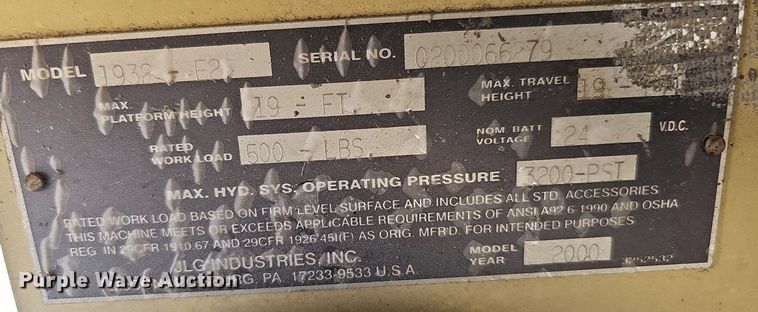 MODEL 1932 - E2 SERIAL NO. 0200066 79
MAX. PLATFORM HEIGHT 19 - FT. MAX. TRAVEL HEIGHT 19 -
RATED WORK LOAD 500 - LBS. NOM. BATT VOLTAGE 24 V.D.C.
MAX. HYD. SYS. OPERATING PRESSURE 3200-PSI
RATED WORK LOAD BASED ON FIRM LEVEL SURFACE AND INCLUDES ALL STD. ACCESSORIES
THIS MACHINE MEETS OR EXCEEDS APPLICABLE REQUIREMENTS OF ANSI A92.6 1990 AND OSHA
REG. IN 29CFR 1910.67 AND 29CFR 1926.451(F) AS ORIG. MFR'D. FOR INTENDED PURPOSES
JLG INDUSTRIES, INC. MODEL YEAR 2000
PA 17233-9533 U.S.A. 3252532
Purple Wave Auction